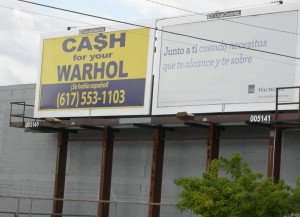 CA$H
for your
WARHOL
¡Se habla español!
(617) 553-1103
Junto a ti cuando necesitas
que te alcance y te sobre
005140
005141